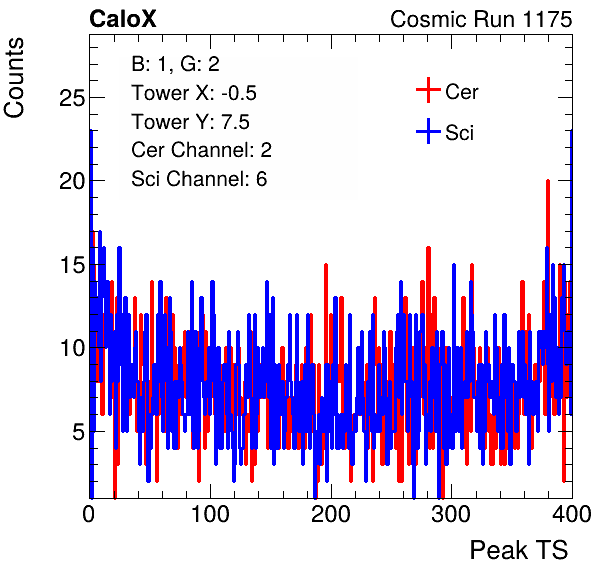 CaloX
Cosmic Run 1175
Counts
B: 1, G: 2
Tower X: -0.5
Tower Y: 7.5
Cer Channel: 2
Sci Channel: 6
Cer
Sci
25
20
15
10
5
0 100 200 300 400
Peak TS